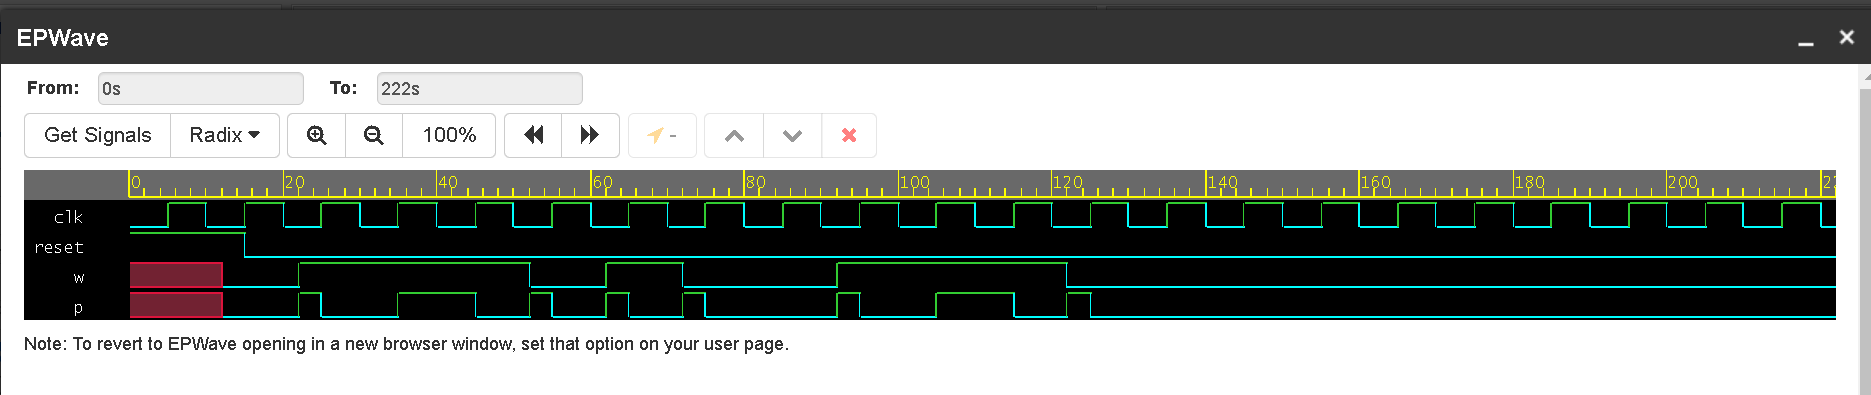 EPWave
From: 0s To: 222s
Get Signals Radix 100% -
0 20 40 60 80 100 120 140 160 180 200
clk
reset
w
p
Note: To revert to EPWave opening in a new browser window, set that option on your user page.